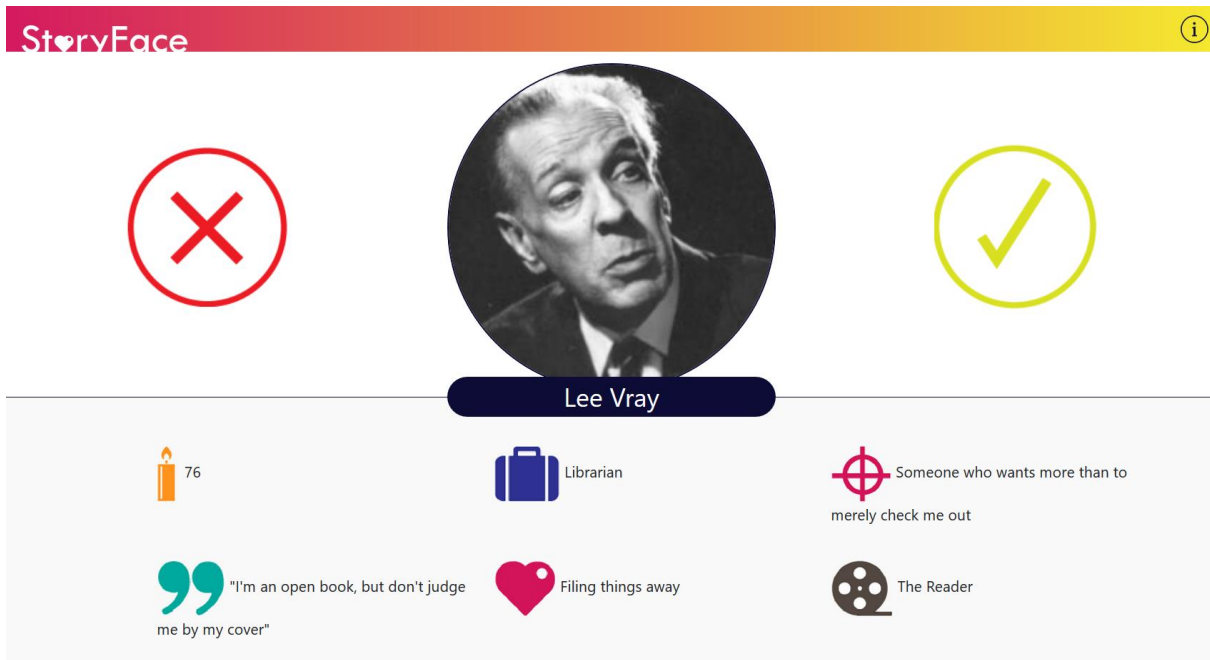 StoryFace
i
Lee Vray
76
Librarian
Someone who wants more than to
merely check me out
"I'm an open book, but don't judge
me by my cover"
Filing things away
The Reader